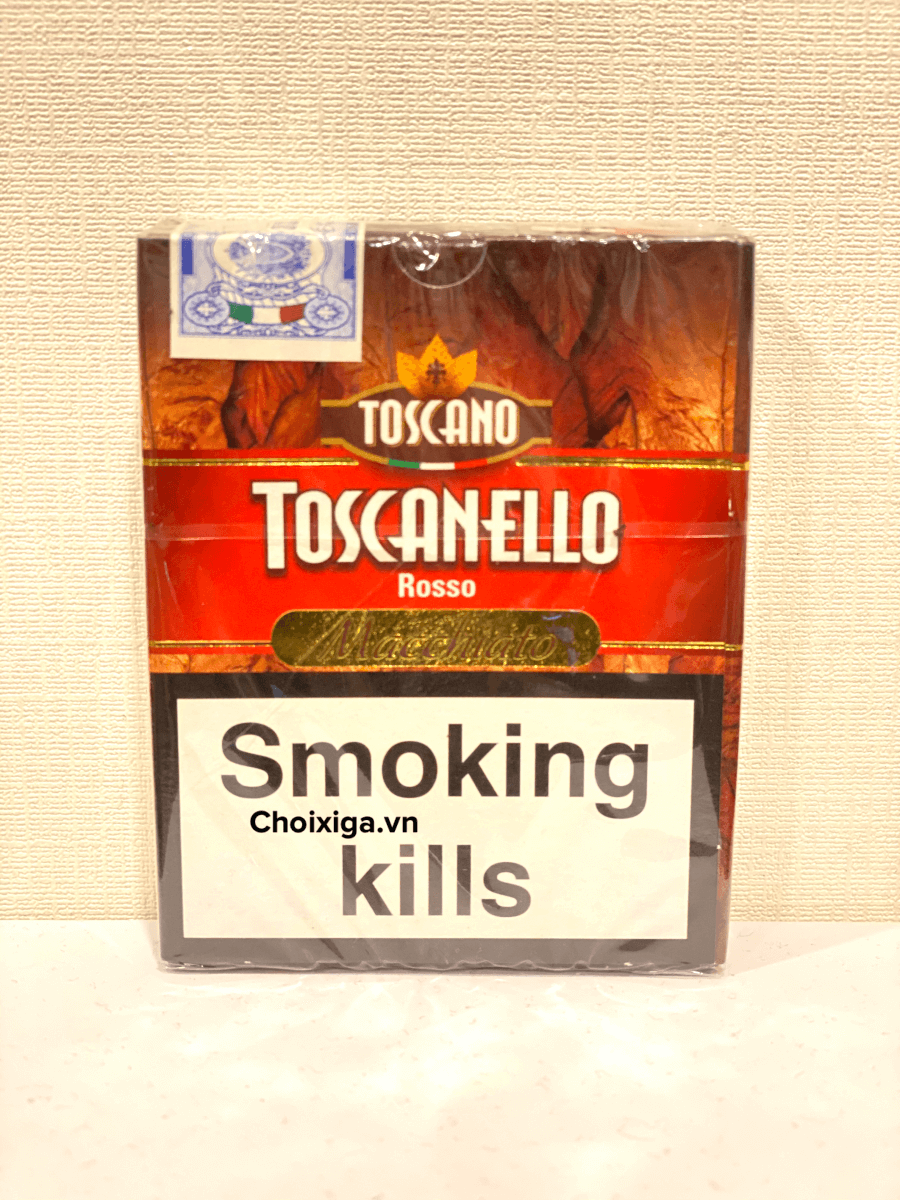 TOSCANO
TOSCANELLO
Rosso
Macchiato
Smoking
Choixiga.vn
kills